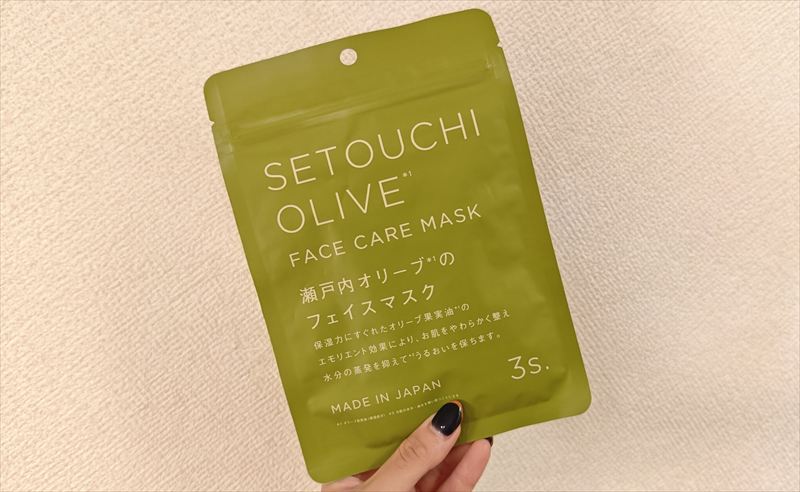 SETOUCHI
OLIVE*1
FACE CARE MASK
瀬戸内オリーブ*1の
フェイスマスク
保湿力にすぐれたオリーブ果実油*1の
エモリエント効果により、お肌をやわらかく整え
水分の蒸発を抑えて*2うるおいを保ちます。
3s.
MADE IN JAPAN